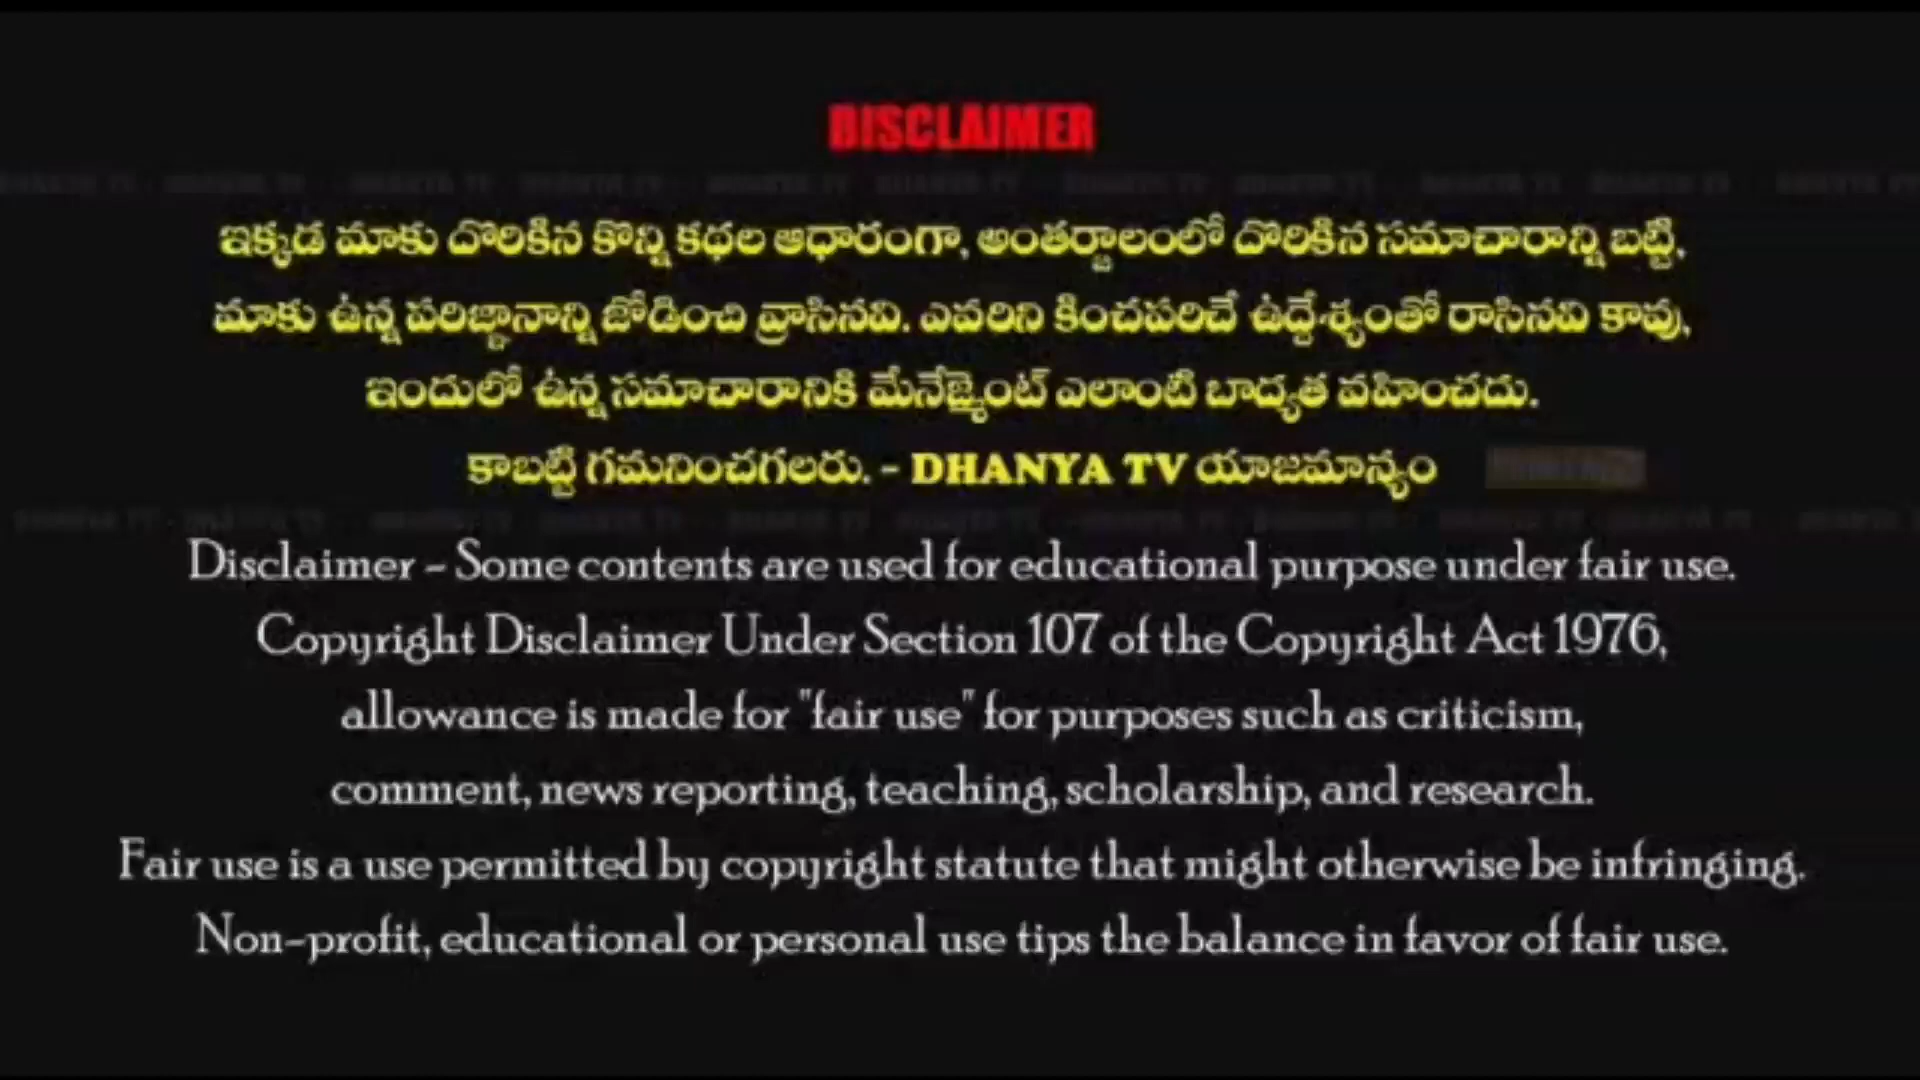 DISCLAIMER
ఇక్కడ మాకు దొరికిన కొన్ని కథల ఆధారంగా, అంతర్జాలంలో దొరికిన సమాచారాన్ని బట్టి,
మాకు ఉన్న పరిజ్ఞానాన్ని జోడించి వ్రాసినవి. ఎవరిని కించపరిచే ఉద్దేశ్యంతో రాసినవి కావు,
ఇందులో ఉన్న సమాచారానికి మేనేజ్మెంట్ ఎలాంటి బాద్యత వహించదు.
కాబట్టి గమనించగలరు. - DHANYA TV యాజమాన్యం
Disclaimer - Some contents are used for educational purpose under fair use.
Copyright Disclaimer Under Section 107 of the Copyright Act 1976,
allowance is made for "fair use" for purposes such as criticism,
comment, news reporting, teaching, scholarship, and research.
Fair use is a use permitted by copyright statute that might otherwise be infringing.
Non-profit, educational or personal use tips the balance in favor of fair use.